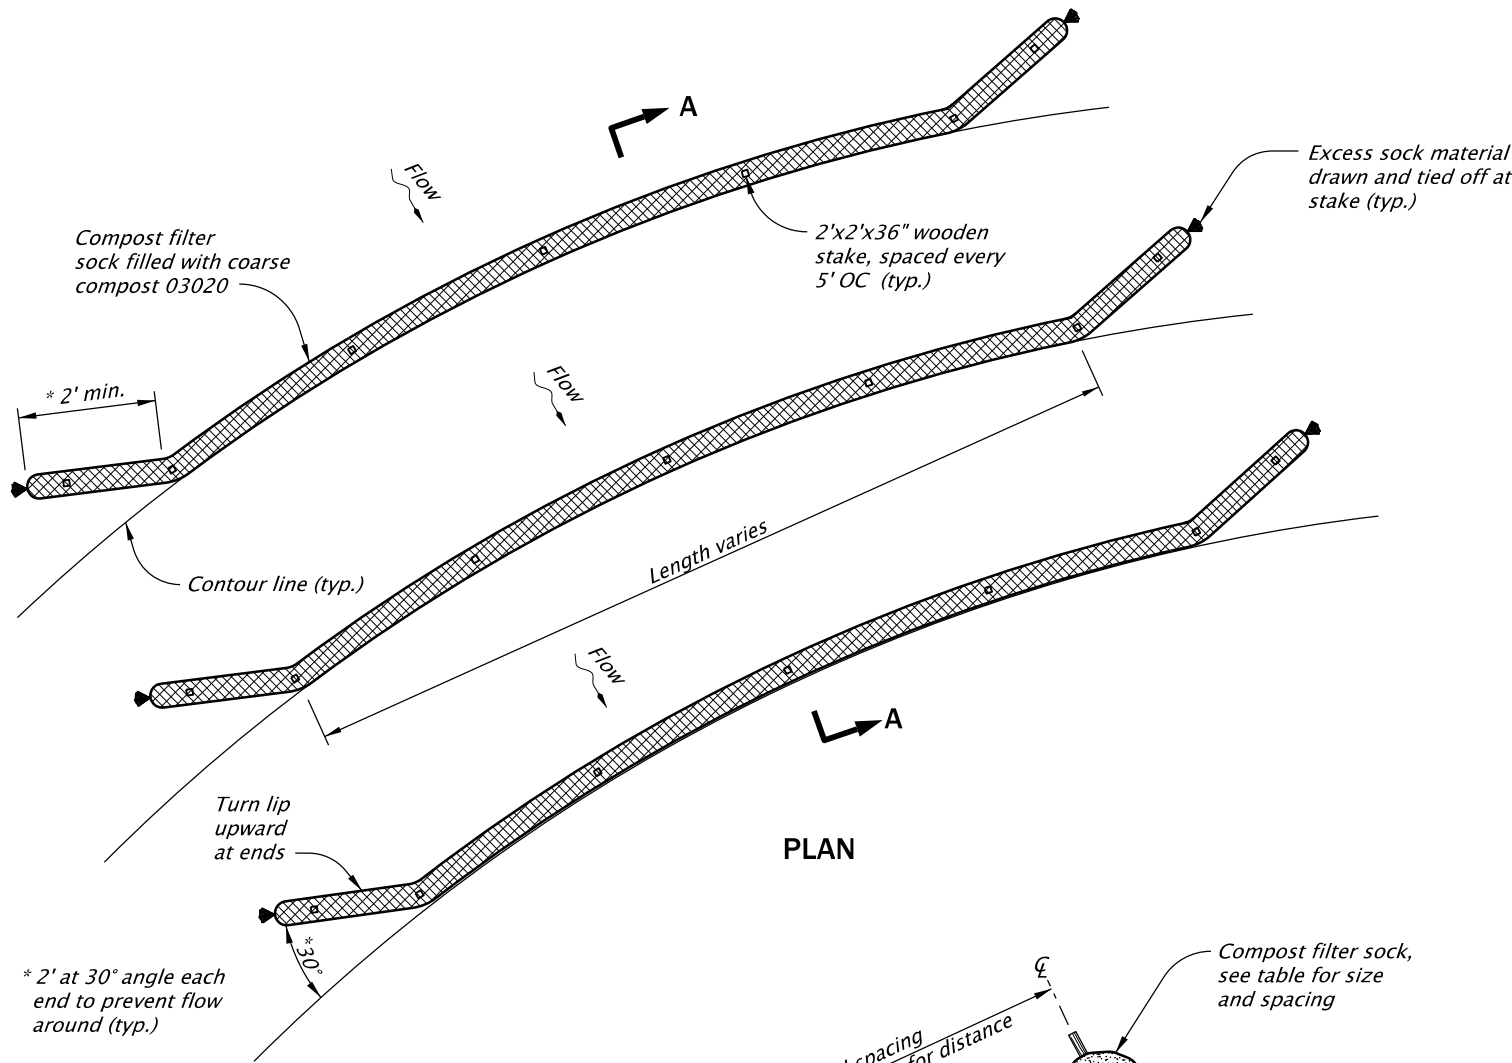 A
Flow
Excess sock material
drawn and tied off at
stake (typ.)
Compost filter
sock filled with coarse
compost 03020
2'x2'x36" wooden
stake, spaced every
5' OC (typ.)
* 2' min.
Flow
Length varies
Contour line (typ.)
Flow
A
Turn lip
upward
at ends
PLAN
*30°
* 2' at 30° angle each
end to prevent flow
around (typ.)
Compost filter sock,
see table for size
and spacing
℄
spacing
for distance